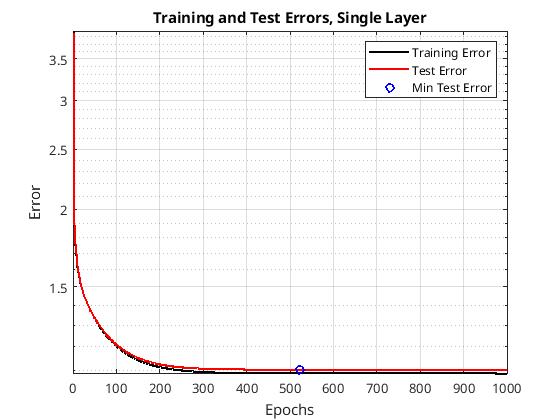 Training and Test Errors, Single Layer
Training Error
Test Error
Min Test Error
3.5
3
2.5
2
1.5
Error
0 100 200 300 400 500 600 700 800 900 1000
Epochs